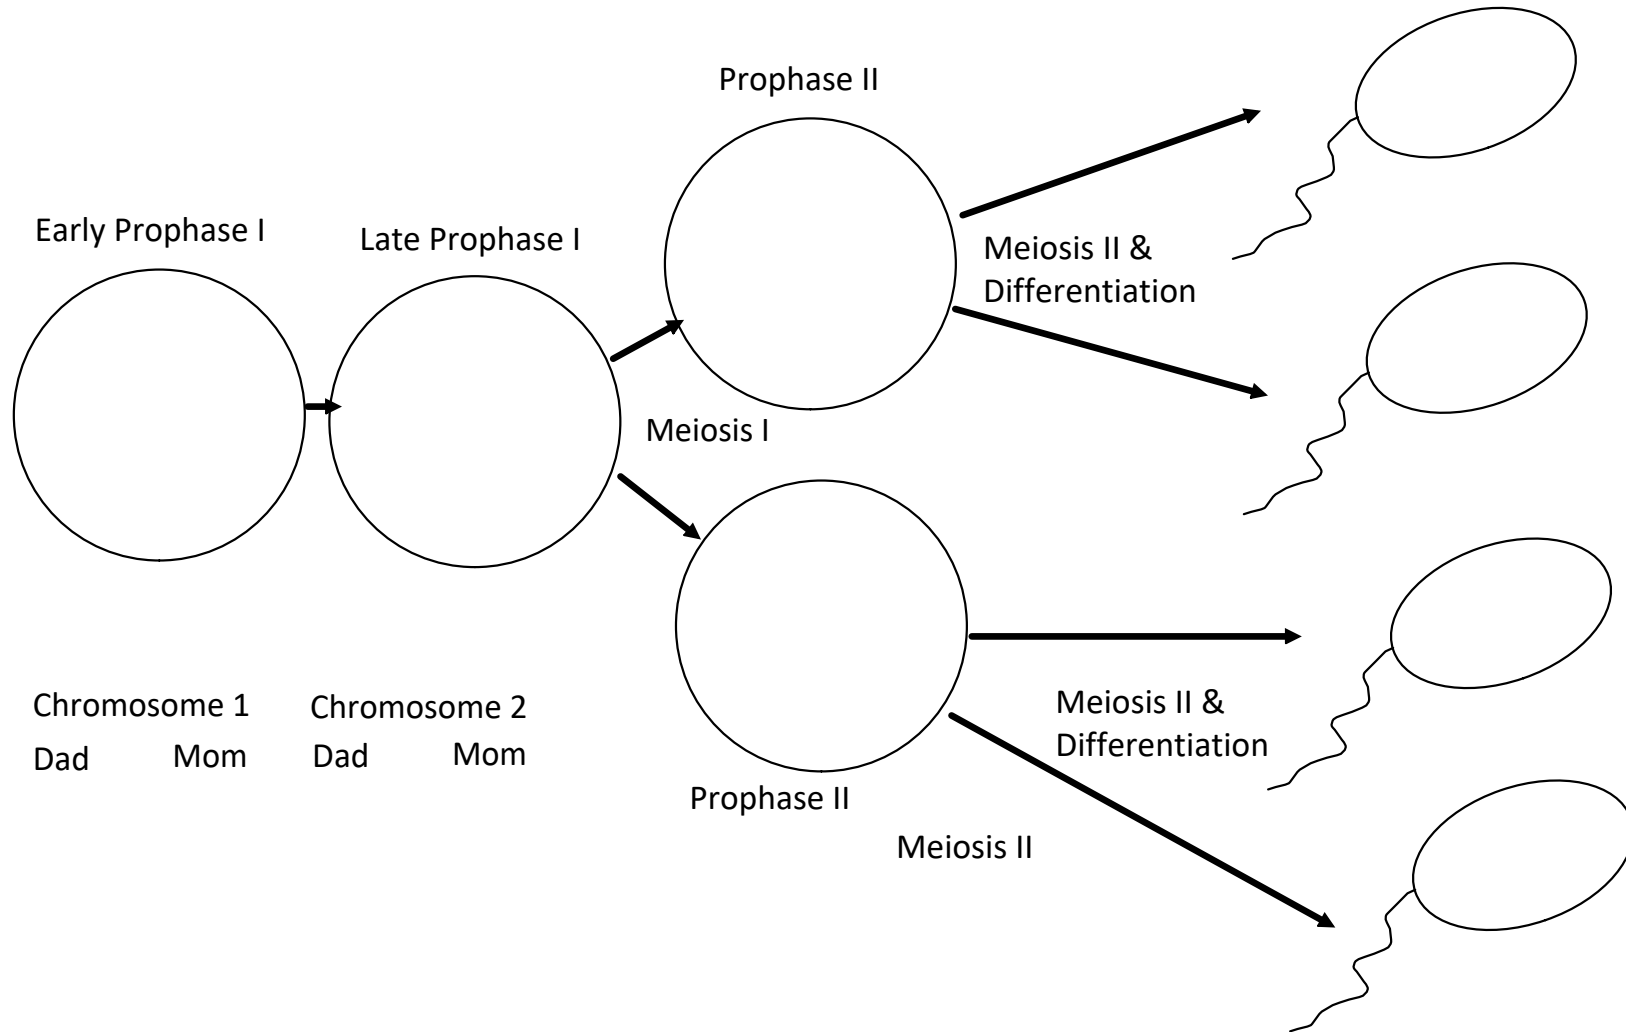 Prophase II
Early Prophase I
Late Prophase I
Meiosis II &
Differentiation
Meiosis I
Chromosome 1
Chromosome 2
Dad
Mom
Dad
Mom
Meiosis II &
Differentiation
Prophase II
Meiosis II